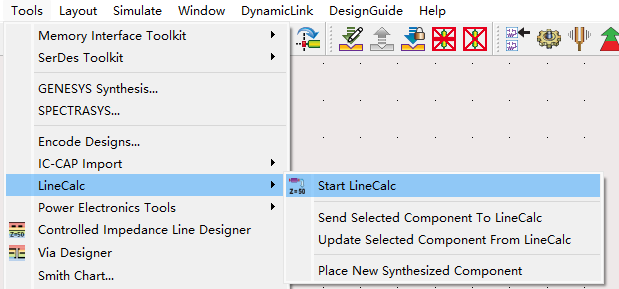 Tools Layout Simulate Window DynamicLink DesignGuide Help
Memory Interface Toolkit
SerDes Toolkit
GENESYS Synthesis...
SPECTRASYS...
Encode Designs...
IC-CAP Import
LineCalc
Z=50 Start LineCalc
Power Electronics Tools
Send Selected Component To LineCalc
Z=50 Controlled Impedance Line Designer
Update Selected Component From LineCalc
Via Designer
Place New Synthesized Component
Smith Chart...